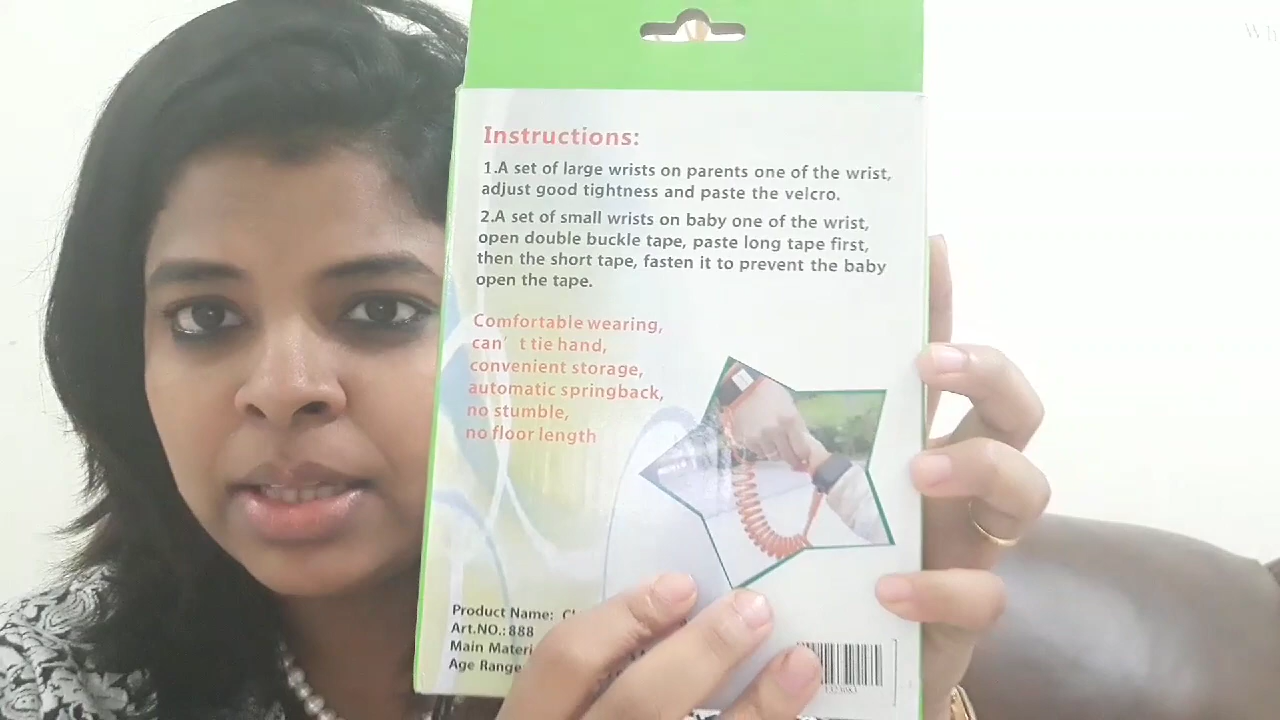 Wh
Instructions:
1.A set of large wrists on parents one of the wrist,
adjust good tightness and paste the velcro.
2.A set of small wrists on baby one of the wrist,
open double buckle tape, paste long tape first,
then the short tape, fasten it to prevent the baby
open the tape.
Comfortable wearing,
can' t tie hand,
convenient storage,
automatic springback,
no stumble,
no floor length
Product Name:
Art.NO.:888
Main Materi
Age Range